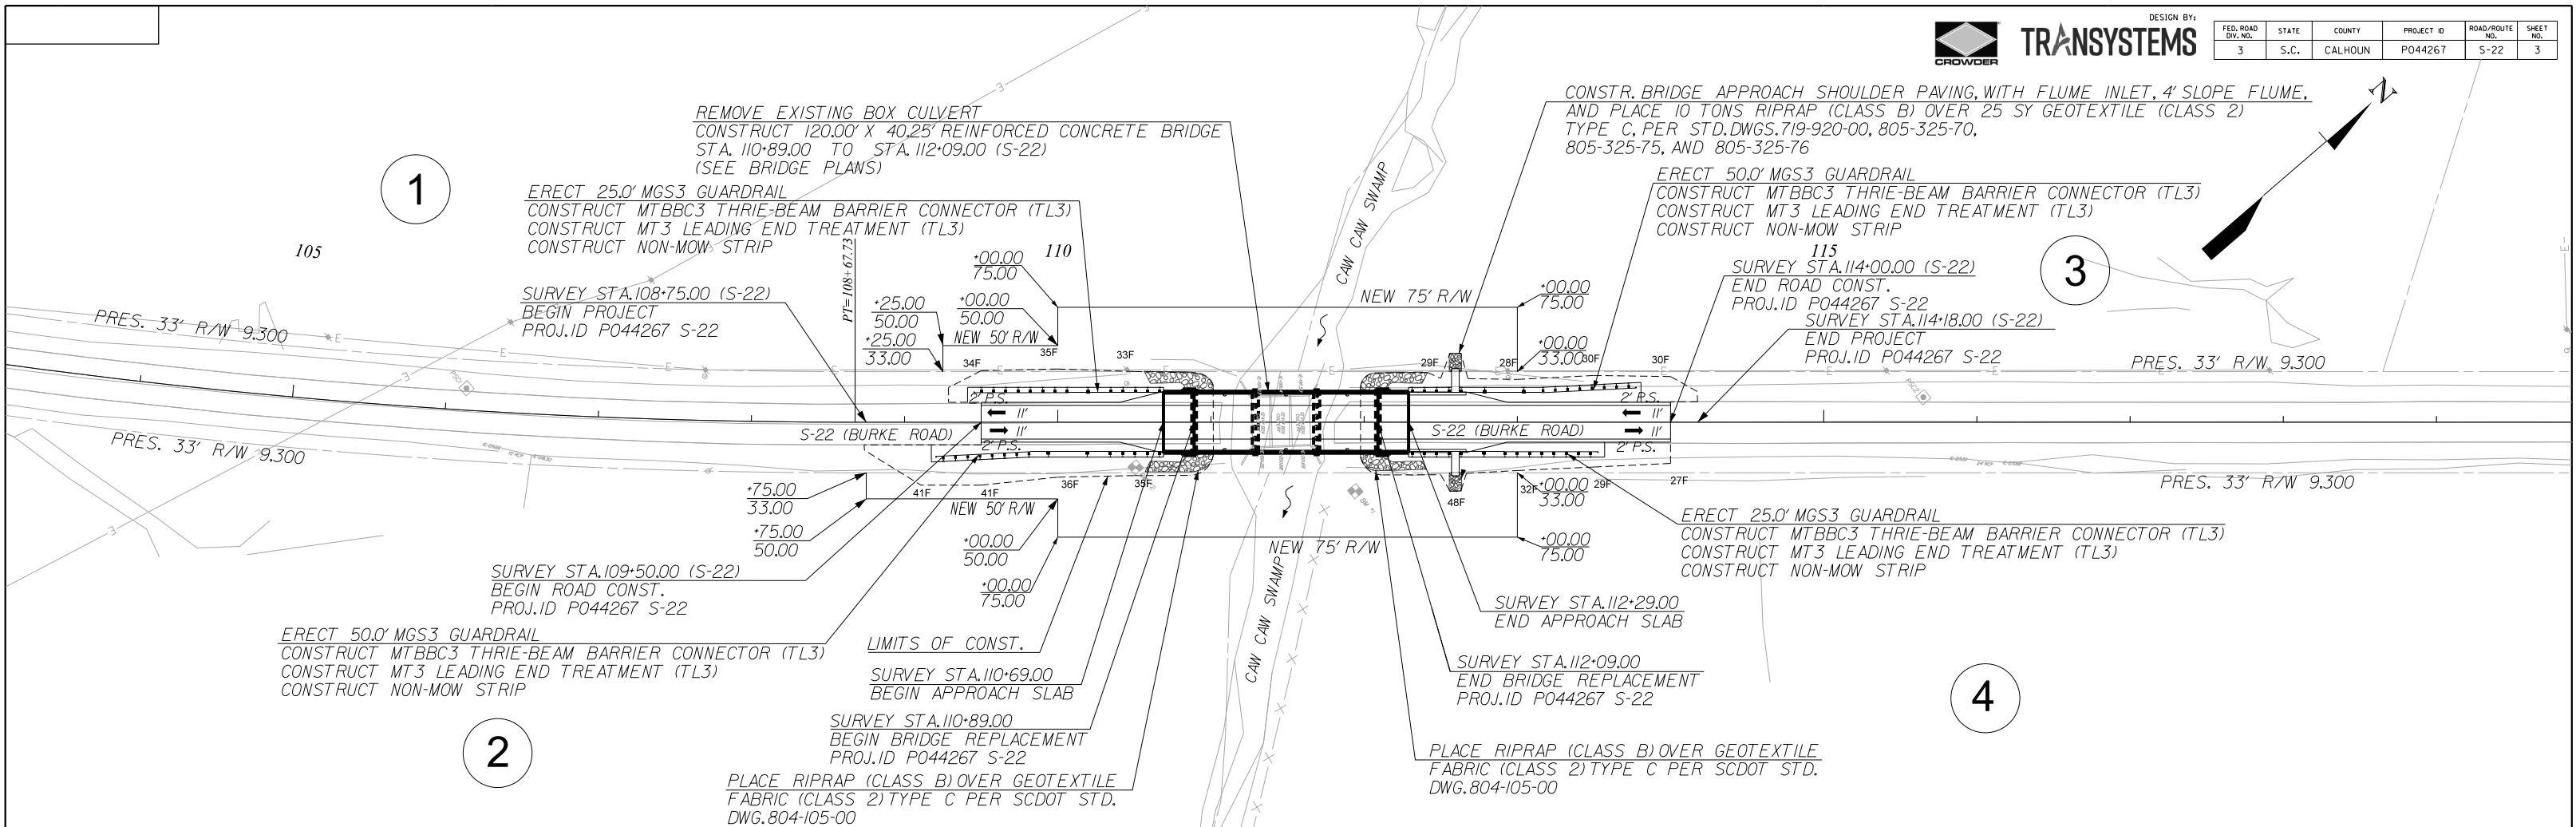 DESIGN BY:
CROWDER
TRANSYSTEMS
FED. ROAD DIV. NO. STATE COUNTY PROJECT ID ROAD/ROUTE NO. SHEET NO.
3 S.C. CALHOUN P044267 S-22 3
N
REMOVE EXISTING BOX CULVERT
CONSTRUCT 120.00' X 40.25' REINFORCED CONCRETE BRIDGE
STA. 110+89.00 TO STA. 112+09.00 (S-22)
(SEE BRIDGE PLANS)
CONSTR. BRIDGE APPROACH SHOULDER PAVING, WITH FLUME INLET, 4' SLOPE FLUME,
AND PLACE 10 TONS RIPRAP (CLASS B) OVER 25 SY GEOTEXTILE (CLASS 2)
TYPE C, PER STD. DWGS. 719-920-00, 805-325-70,
805-325-75, AND 805-325-76
1
ERECT 25.0' MGS3 GUARDRAIL
CONSTRUCT MTBBC3 THRIE-BEAM BARRIER CONNECTOR (TL3)
CONSTRUCT MT3 LEADING END TREATMENT (TL3)
CONSTRUCT NON-MOW STRIP
ERECT 50.0' MGS3 GUARDRAIL
CONSTRUCT MTBBC3 THRIE-BEAM BARRIER CONNECTOR (TL3)
CONSTRUCT MT3 LEADING END TREATMENT (TL3)
CONSTRUCT NON-MOW STRIP
105
110
115
3
PT=108+67.73
CAW CAW SWAMP
SURVEY STA. 108+75.00 (S-22)
BEGIN PROJECT
PROJ. ID P044267 S-22
SURVEY STA. 114+00.00 (S-22)
END ROAD CONST.
PROJ. ID P044267 S-22
SURVEY STA. 114+18.00 (S-22)
END PROJECT
PROJ. ID P044267 S-22
+00.00
75.00
+25.00
50.00
+00.00
50.00
+25.00
33.00
NEW 50' R/W
NEW 75' R/W
+00.00
75.00
+00.00
33.00
PRES. 33' R/W 9.300
PRES. 33' R/W 9.300
34F
35F
33F
29F
28F
30F
30F
2' P.S.
11'
11'
2' P.S.
S-22 (BURKE ROAD)
2' P.S.
11'
11'
2' P.S.
S-22 (BURKE ROAD)
PRES. 33' R/W 9.300
PRES. 33' R/W 9.300
41F
41F
36F
35F
48F
32F
29F
27F
+75.00
33.00
+75.00
50.00
NEW 50' R/W
+00.00
50.00
+00.00
75.00
NEW 75' R/W
+00.00
33.00
+00.00
75.00
CAW CAW SWAMP
SURVEY STA. 109+50.00 (S-22)
BEGIN ROAD CONST.
PROJ. ID P044267 S-22
ERECT 50.0' MGS3 GUARDRAIL
CONSTRUCT MTBBC3 THRIE-BEAM BARRIER CONNECTOR (TL3)
CONSTRUCT MT3 LEADING END TREATMENT (TL3)
CONSTRUCT NON-MOW STRIP
LIMITS OF CONST.
SURVEY STA. 110+69.00
BEGIN APPROACH SLAB
SURVEY STA. 110+89.00
BEGIN BRIDGE REPLACEMENT
PROJ. ID P044267 S-22
PLACE RIPRAP (CLASS B) OVER GEOTEXTILE
FABRIC (CLASS 2) TYPE C PER SCDOT STD.
DWG. 804-105-00
2
ERECT 25.0' MGS3 GUARDRAIL
CONSTRUCT MTBBC3 THRIE-BEAM BARRIER CONNECTOR (TL3)
CONSTRUCT MT3 LEADING END TREATMENT (TL3)
CONSTRUCT NON-MOW STRIP
SURVEY STA. 112+29.00
END APPROACH SLAB
SURVEY STA. 112+09.00
END BRIDGE REPLACEMENT
PROJ. ID P044267 S-22
PLACE RIPRAP (CLASS B) OVER GEOTEXTILE
FABRIC (CLASS 2) TYPE C PER SCDOT STD.
DWG. 804-105-00
4